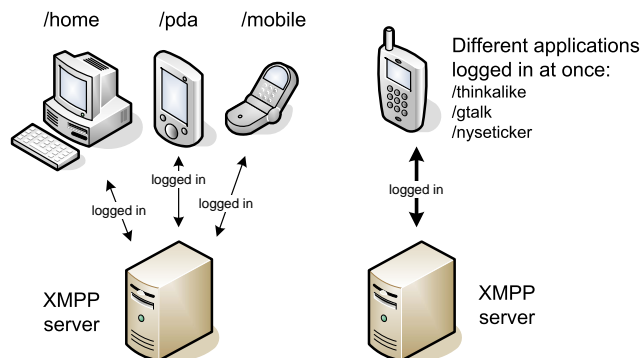 /home
/pda
/mobile
logged in
logged in
logged in
XMPP
server
Different applications
logged in at once:
/thinkalike
/gtalk
/nyseticker
logged in
XMPP
server